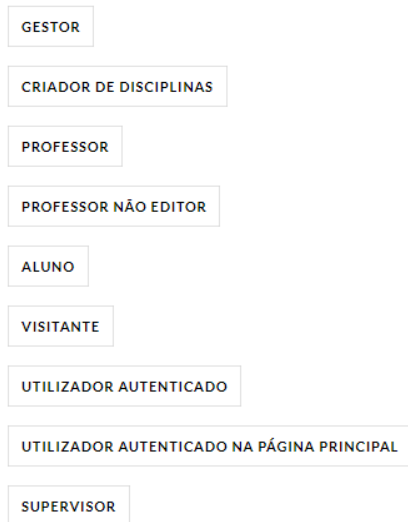 GESTOR
CRIADOR DE DISCIPLINAS
PROFESSOR
PROFESSOR NÃO EDITOR
ALUNO
VISITANTE
UTILIZADOR AUTENTICADO
UTILIZADOR AUTENTICADO NA PÁGINA PRINCIPAL
SUPERVISOR